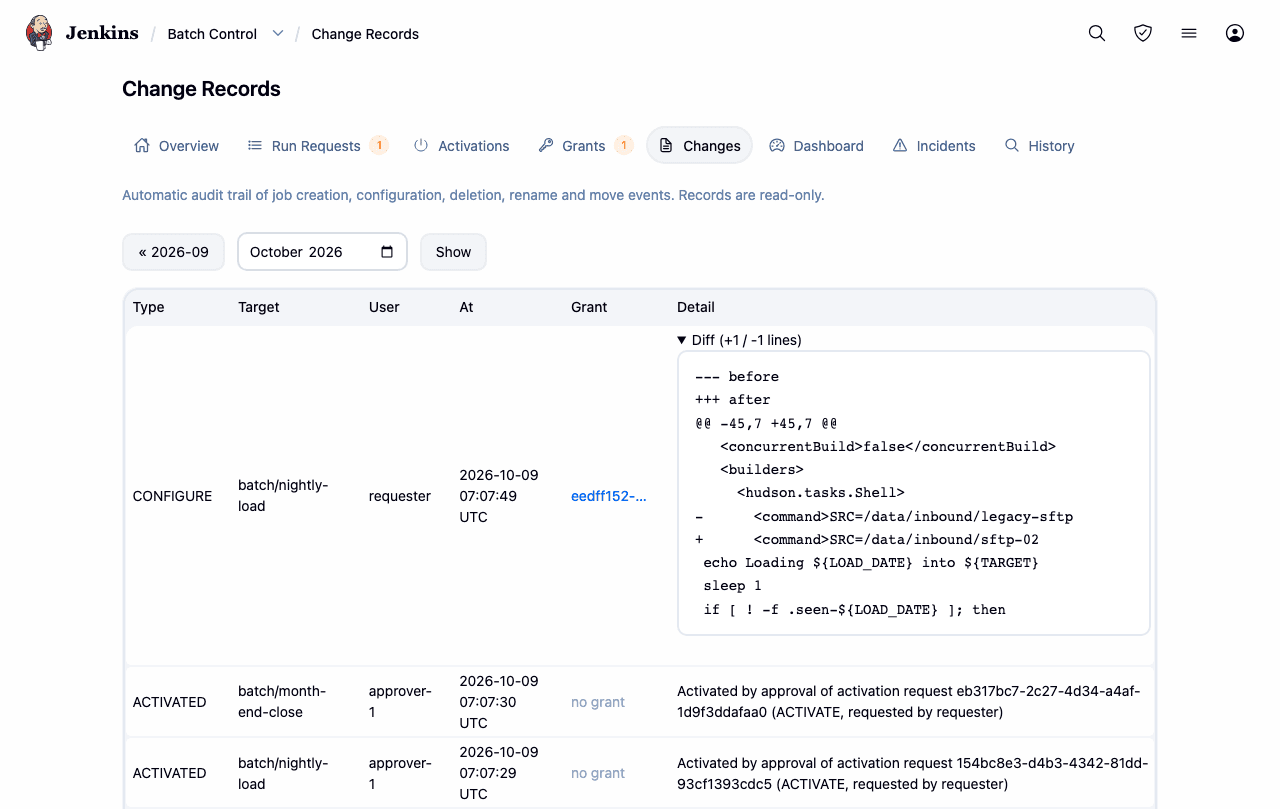 Jenkins / Batch Control / Change Records
Change Records
Overview Run Requests 1 Activations Grants 1 Changes Dashboard Incidents History
Automatic audit trail of job creation, configuration, deletion, rename and move events. Records are read-only.
« 2026-09 October 2026 Show
Type Target User At Grant Detail
CONFIGURE
batch/nightly-
load
requester
2026-10-09
07:07:49
UTC
eedff152-...
▼ Diff (+1 / -1 lines)
--- before
+++ after
@@ -45,7 +45,7 @@
   <concurrentBuild>false</concurrentBuild>
   <builders>
     <hudson.tasks.Shell>
-      <command>SRC=/data/inbound/legacy-sftp
+      <command>SRC=/data/inbound/sftp-02
 echo Loading ${LOAD_DATE} into ${TARGET}
 sleep 1
 if [ ! -f .seen-${LOAD_DATE} ]; then
ACTIVATED
batch/month-
end-close
approver-
1
2026-10-09
07:07:30
UTC
no grant
Activated by approval of activation request eb317bc7-2c27-4d34-a4af-
1d9f3ddafaa0 (ACTIVATE, requested by requester)
ACTIVATED
batch/nightly-
load
approver-
1
2026-10-09
07:07:29
UTC
no grant
Activated by approval of activation request 154bc8e3-d4b3-4342-81dd-
93cf1393cdc5 (ACTIVATE, requested by requester)